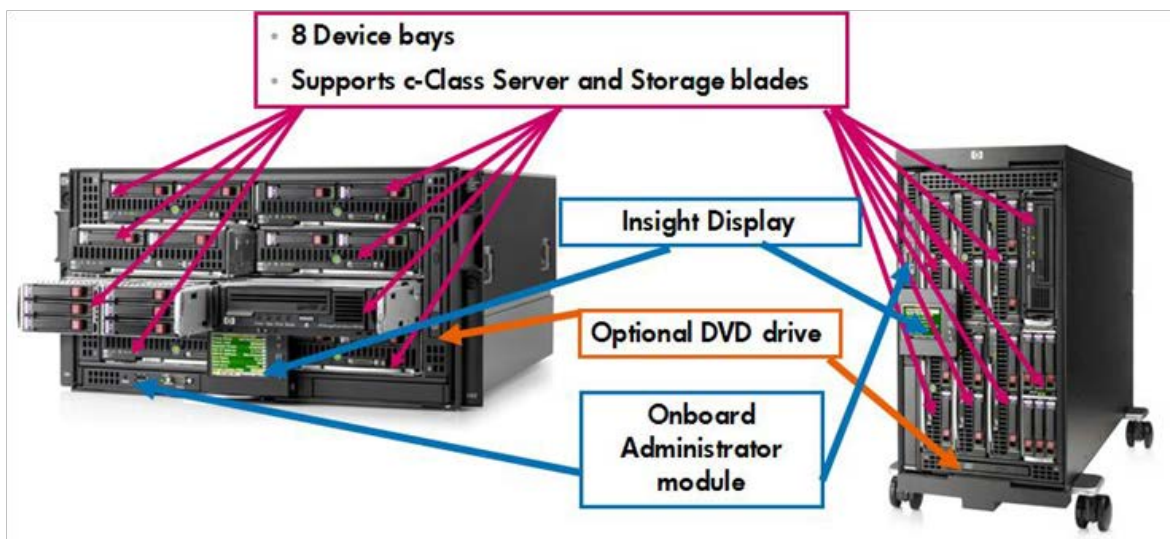 8 Device bays
Supports c-Class Server and Storage blades
Insight Display
Optional DVD drive
Onboard
Administrator
module